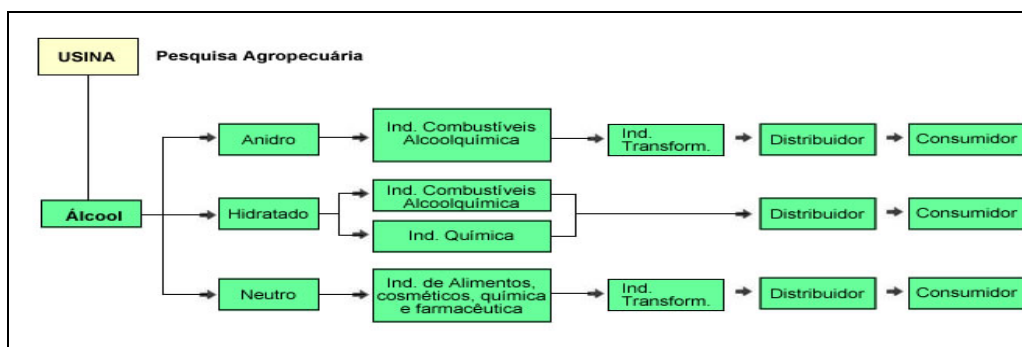 USINA
Pesquisa Agropecuária
Anidro
Ind. Combustíveis
Alcoolquímica
Ind.
Transform.
Distribuidor
Consumidor
Álcool
Hidratado
Ind. Combustíveis
Alcoolquímica
Ind. Química
Distribuidor
Consumidor
Neutro
Ind. de Alimentos,
cosméticos, química
e farmacêutica
Ind.
Transform.
Distribuidor
Consumidor